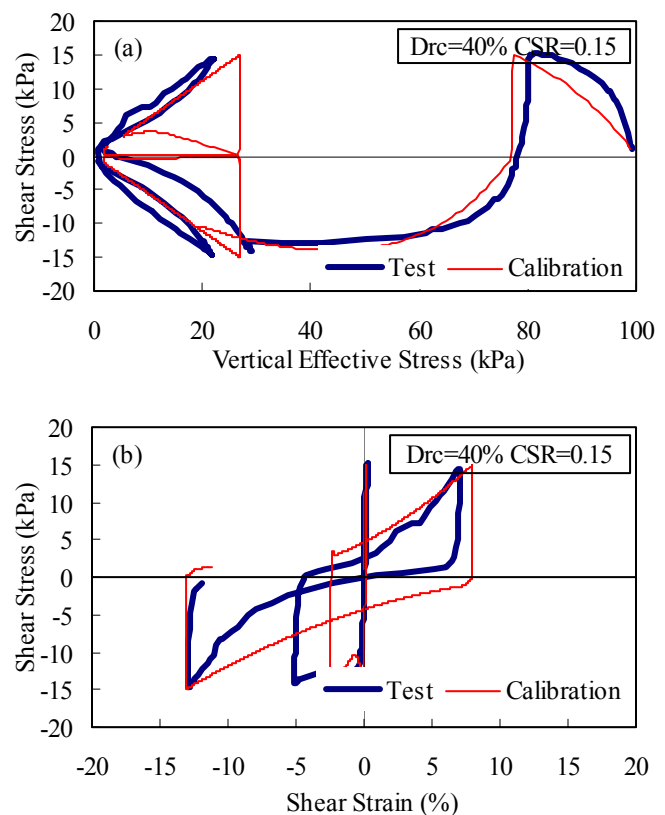 (a)
Drc=40% CSR=0.15
20
15
10
5
0
-5
-10
-15
-20
Shear Stress (kPa)
Test
Calibration
0 20 40 60 80 100
Vertical Effective Stress (kPa)
(b)
Drc=40% CSR=0.15
20
15
10
5
0
-5
-10
-15
-20
Shear Stress (kPa)
Test
Calibration
-20 -15 -10 -5 0 5 10 15 20
Shear Strain (%)